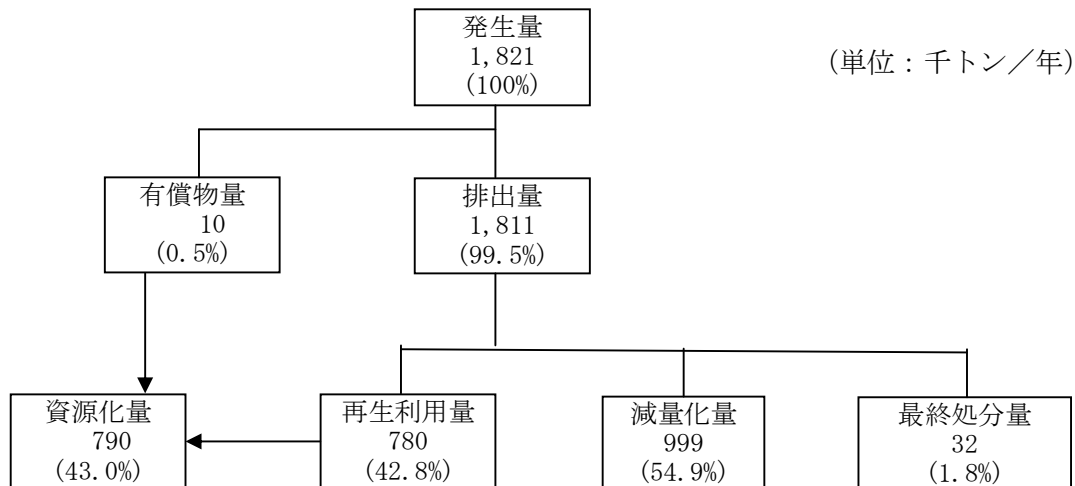 発生量
1,821
(100%)
(単位：千トン／年)
有償物量
10
(0.5%)
排出量
1,811
(99.5%)
資源化量
790
(43.0%)
再生利用量
780
(42.8%)
減量化量
999
(54.9%)
最終処分量
32
(1.8%)